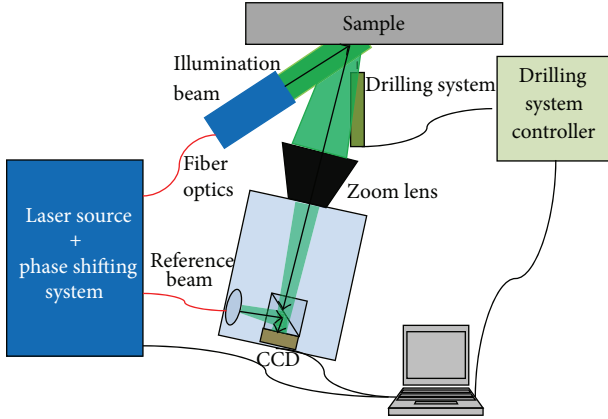 Sample
Illumination
beam
Drilling system
Drilling
system
controller
Fiber
optics
Zoom lens
Laser source
+
phase shifting
system
Reference
beam
CCD